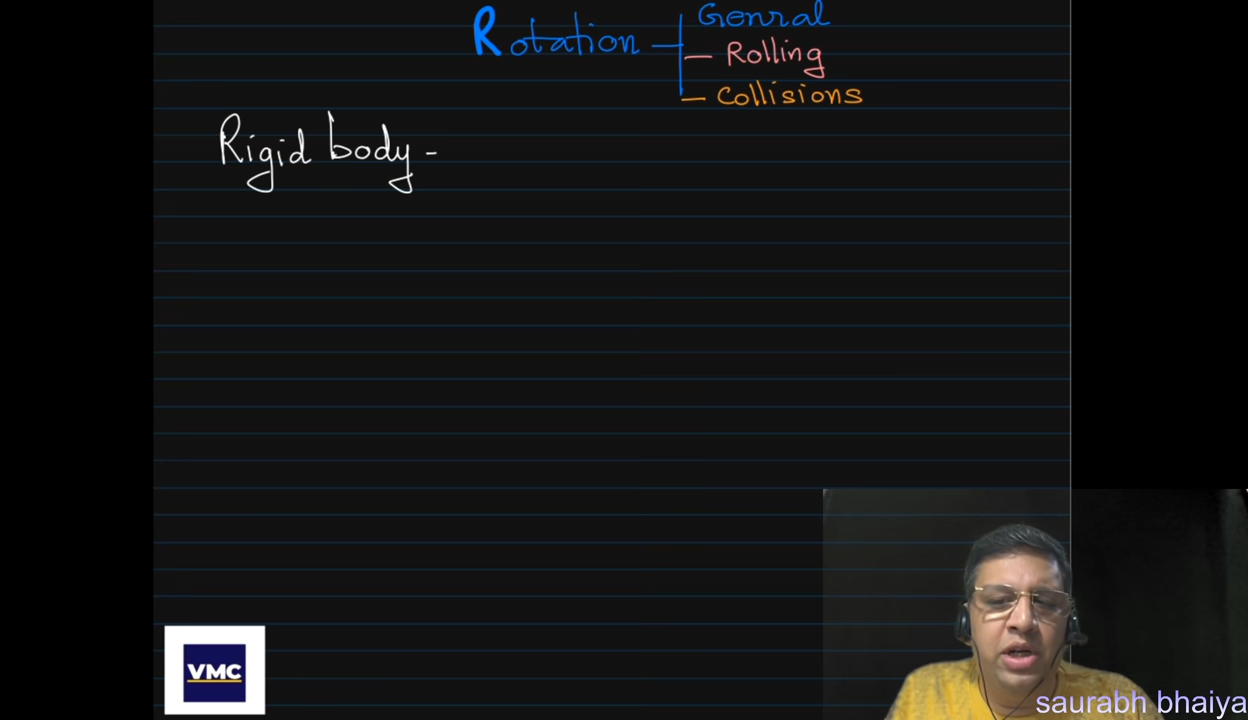 Genral
Rotation
- Rolling
- Collisions
Rigid body -
VMC
saurabh bhaiya